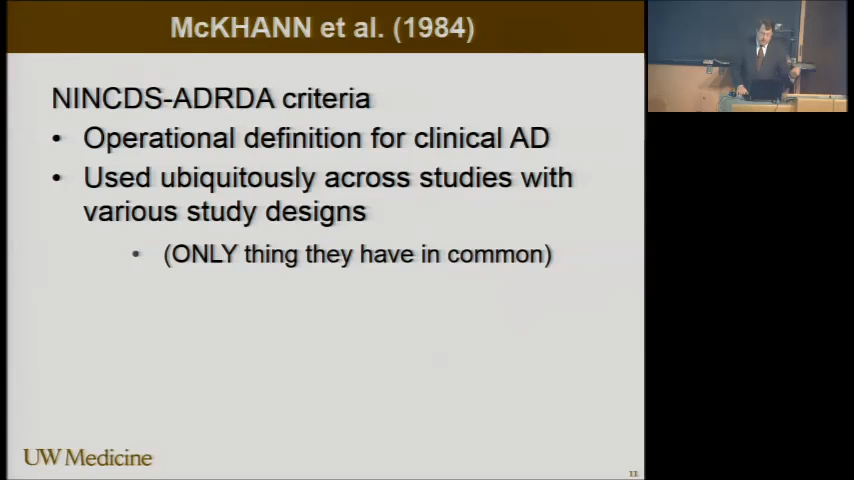 McKHANN et al. (1984)
NINCDS-ADRDA criteria
• Operational definition for clinical AD
• Used ubiquitously across studies with
various study designs
• (ONLY thing they have in common)
UW Medicine
11